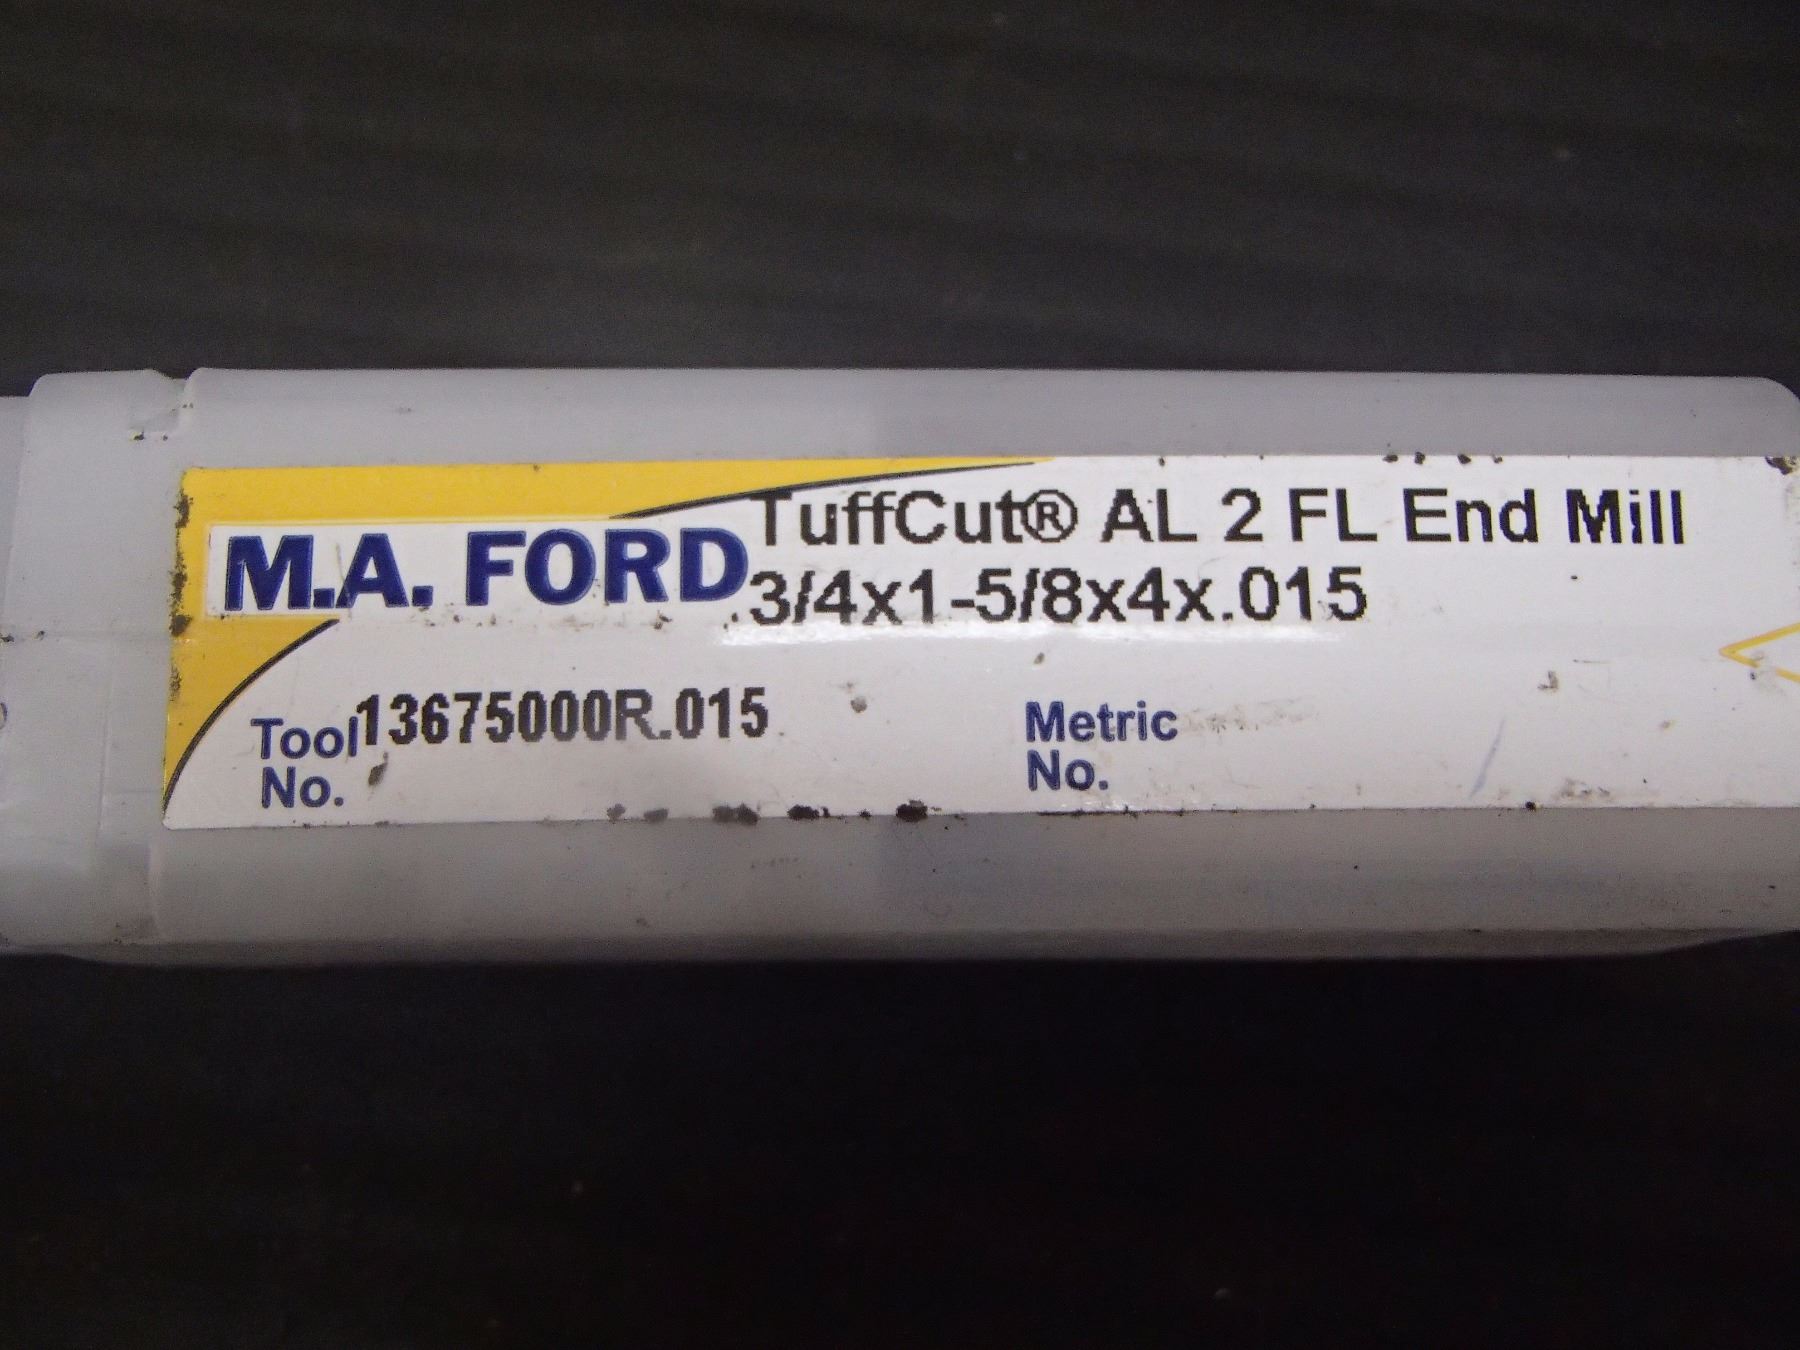 M.A. FORD
TuffCut® AL 2 FL End Mill
3/4x1-5/8x4x.015
Tool No. 13675000R.015
Metric No.